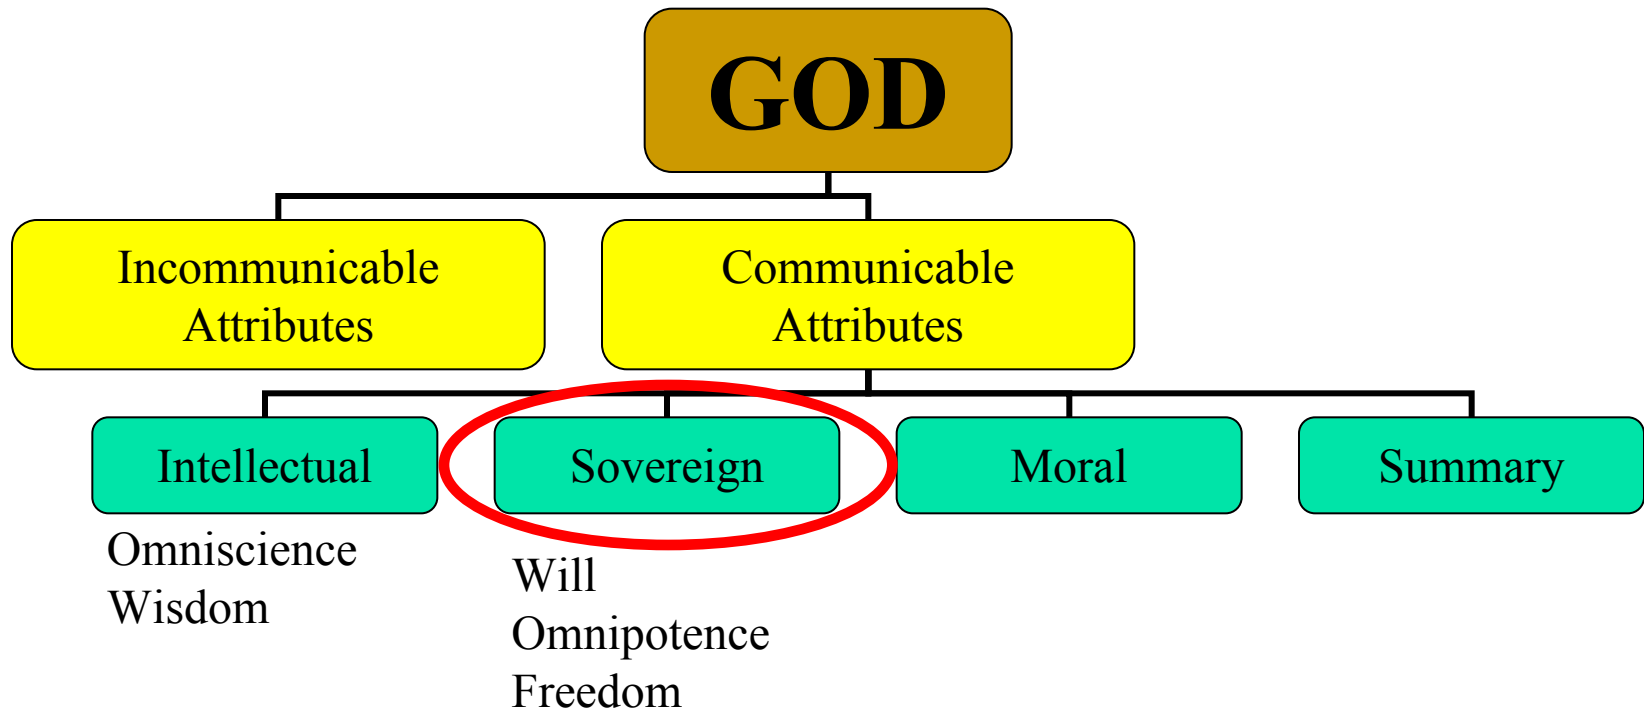 GOD
Incommunicable
Attributes
Communicable
Attributes
Intellectual
Sovereign
Moral
Summary
Omniscience
Wisdom
Will
Omnipotence
Freedom